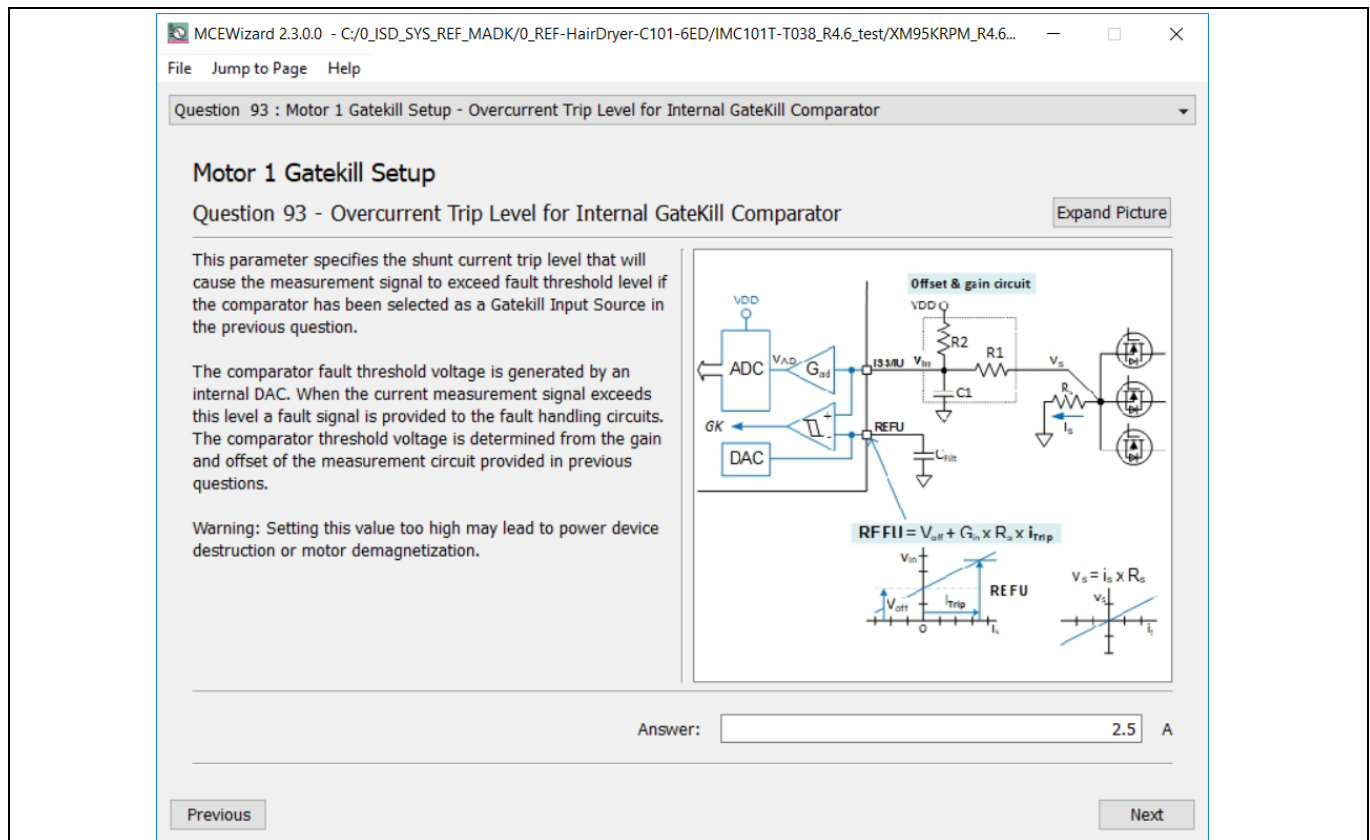 MCEWizard 2.3.0.0 - C:/0_ISD_SYS_REF_MADK/0_REF-HairDryer-C101-6ED/IMC101T-T038_R4.6_test/XM95KRPM_R4.6...
File Jump to Page Help
Question 93 : Motor 1 Gatekill Setup - Overcurrent Trip Level for Internal GateKill Comparator
Motor 1 Gatekill Setup
Question 93 - Overcurrent Trip Level for Internal GateKill Comparator
Expand Picture
This parameter specifies the shunt current trip level that will
cause the measurement signal to exceed fault threshold level if
the comparator has been selected as a Gatekill Input Source in
the previous question.
The comparator fault threshold voltage is generated by an
internal DAC. When the current measurement signal exceeds
this level a fault signal is provided to the fault handling circuits.
The comparator threshold voltage is determined from the gain
and offset of the measurement circuit provided in previous
questions.
Warning: Setting this value too high may lead to power device
destruction or motor demagnetization.
Offset & gain circuit
VDD
VDD
R2
R1
ADC
VAD
Gad
ISS/IU
Vin
Vs
C1
Rs
Is
GK
+
-
REFU
DAC
CFilt
REFU = Voff + Gin x Rs x iTrip
Vin
Voff
ITrip
REFU
0
Is
vs = is x Rs
vs
is
Answer:
2.5
A
Previous
Next